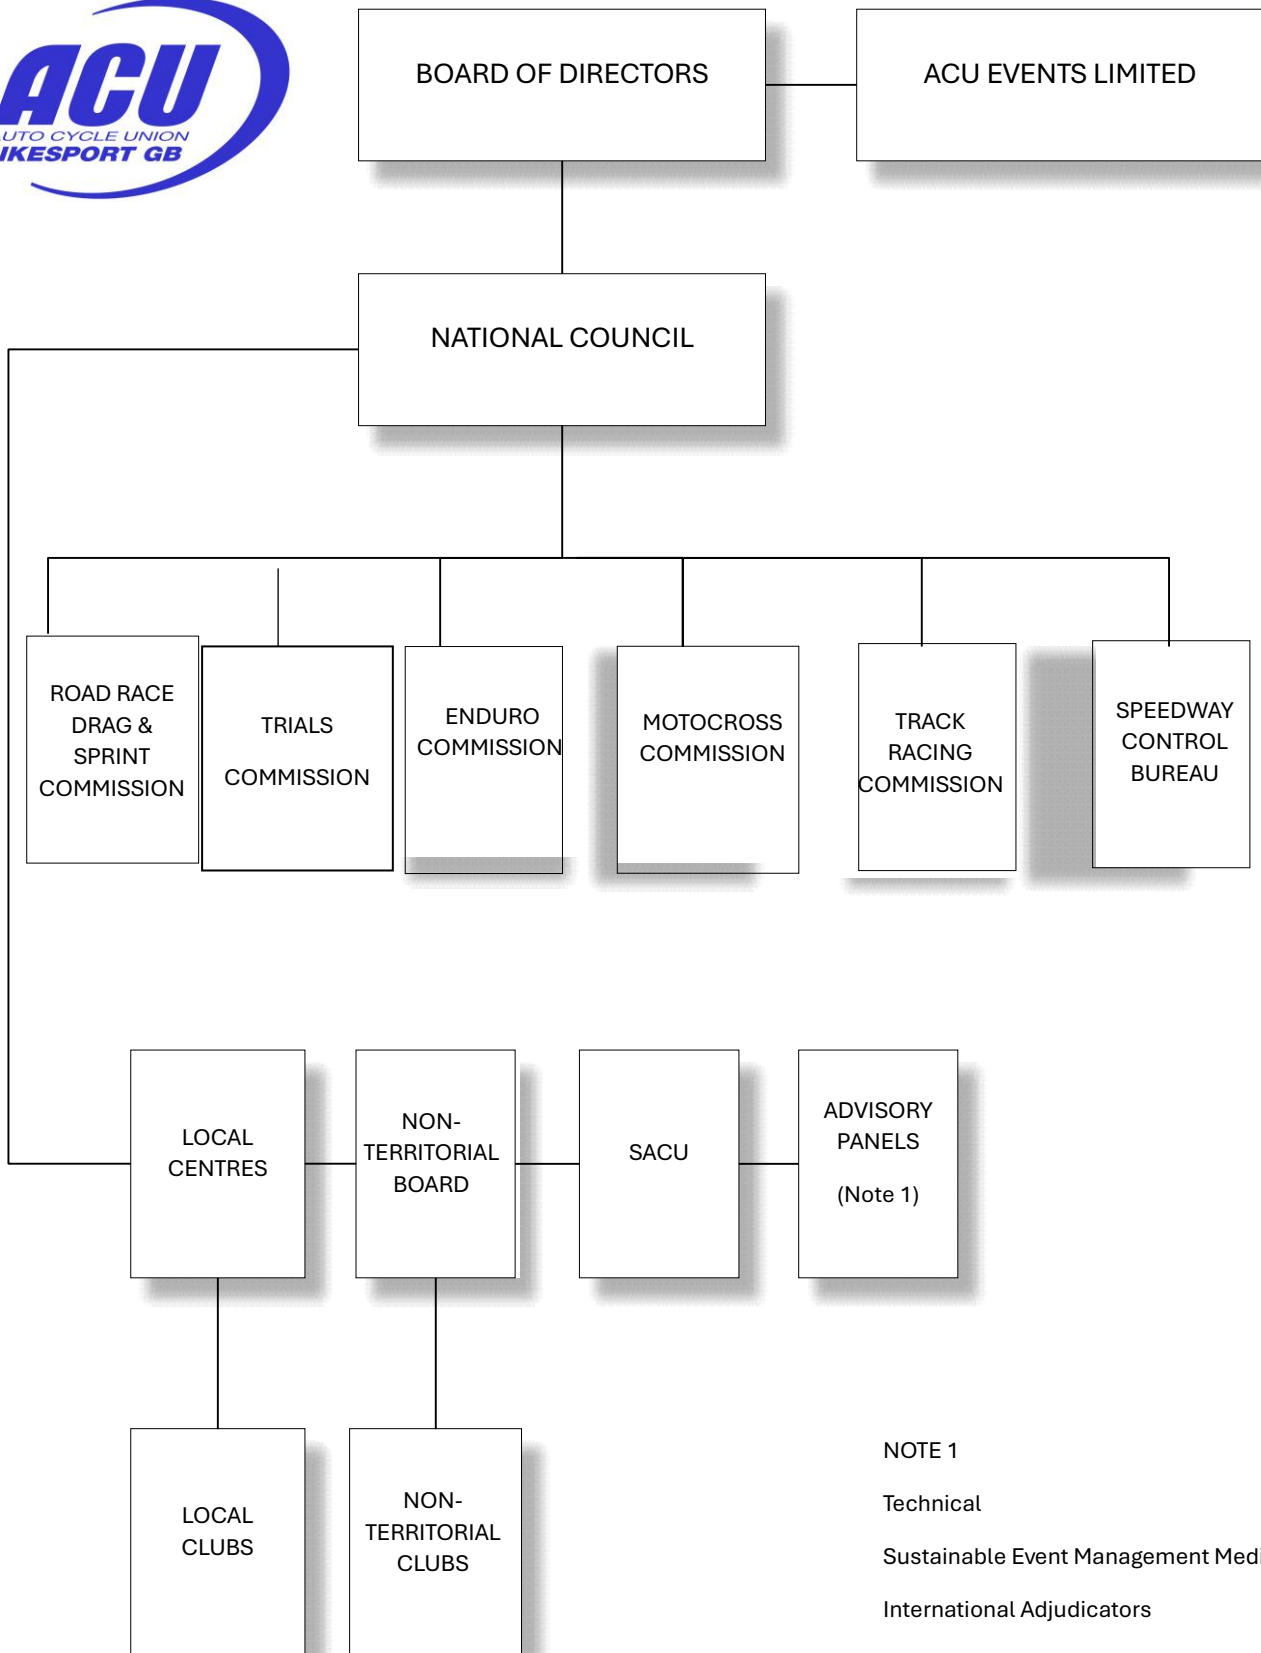 ACU
AUTO CYCLE UNION
IKESPORT GB
BOARD OF DIRECTORS
ACU EVENTS LIMITED
NATIONAL COUNCIL
ROAD RACE
DRAG &
SPRINT
COMMISSION
TRIALS
COMMISSION
ENDURO
COMMISSION
MOTOCROSS
COMMISSION
TRACK
RACING
COMMISSION
SPEEDWAY
CONTROL
BUREAU
LOCAL
CENTRES
NON-
TERRITORIAL
BOARD
SACU
ADVISORY
PANELS
(Note 1)
LOCAL
CLUBS
NON-
TERRITORIAL
CLUBS
NOTE 1
Technical
Sustainable Event Management Medi
International Adjudicators